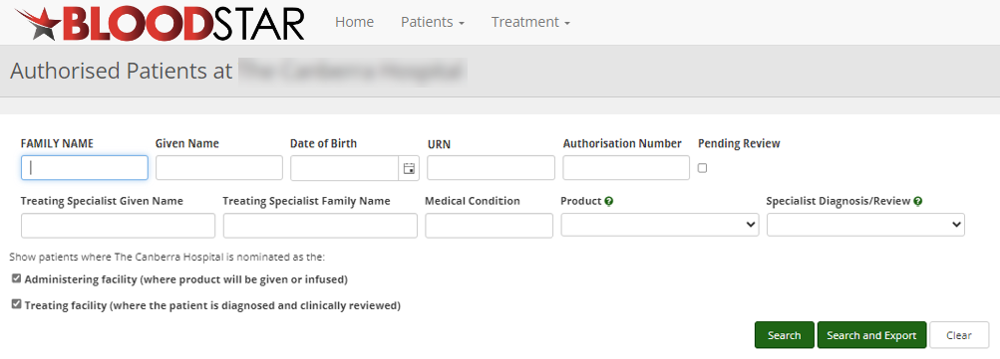 BLOODSTAR Home Patients Treatment
Authorised Patients at
FAMILY NAME Given Name Date of Birth URN Authorisation Number Pending Review
Treating Specialist Given Name Treating Specialist Family Name Medical Condition Product ? Specialist Diagnosis/Review ?
Show patients where The Canberra Hospital is nominated as the:
Administering facility (where product will be given or infused)
Treating facility (where the patient is diagnosed and clinically reviewed)
Search Search and Export Clear